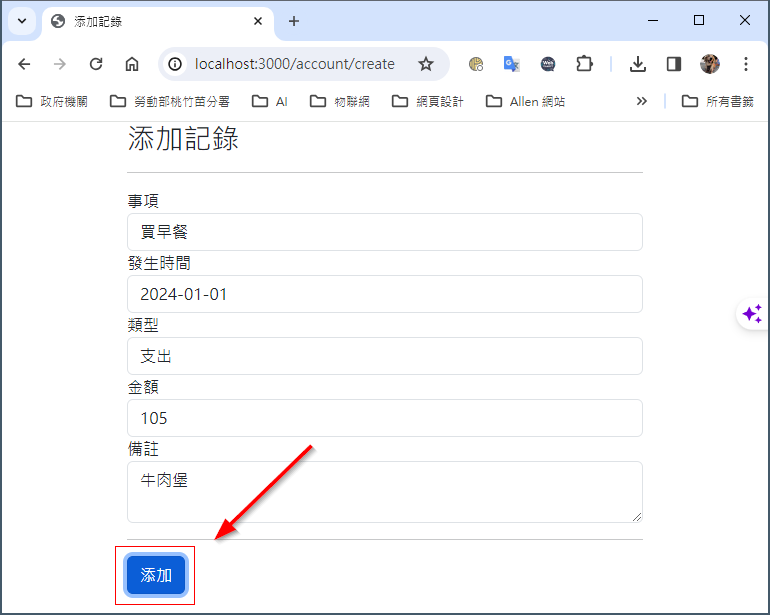 添加記錄
localhost:3000/account/create
政府機關
勞動部桃竹苗分署
AI
物聯網
網頁設計
Allen 網站
所有書籤
添加記錄
事項
買早餐
發生時間
2024-01-01
類型
支出
金額
105
備註
牛肉堡
添加